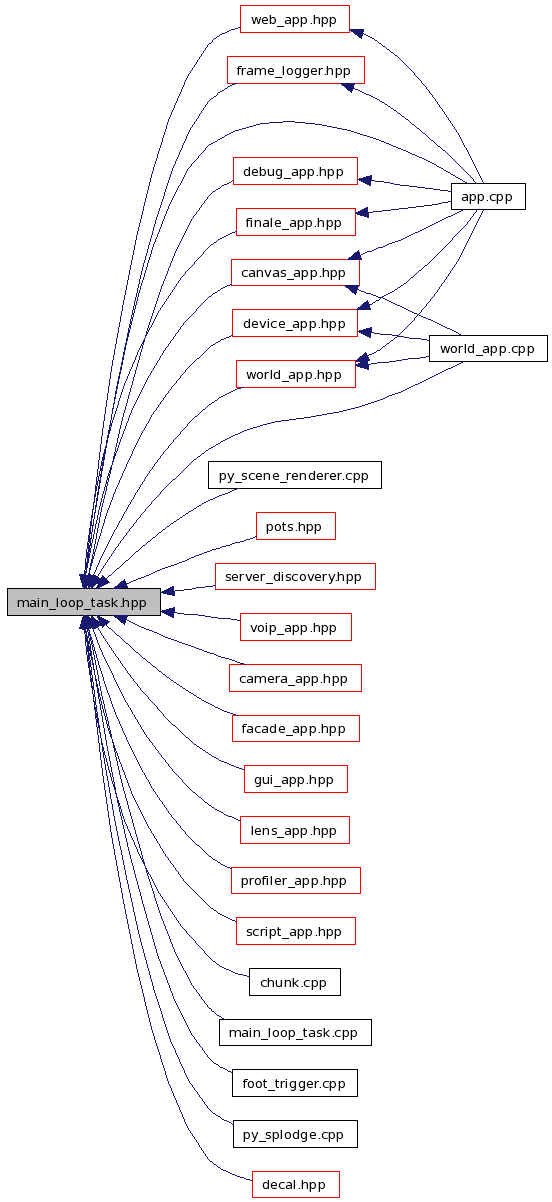 web_app.hpp
frame_logger.hpp
debug_app.hpp
app.cpp
finale_app.hpp
canvas_app.hpp
device_app.hpp
world_app.cpp
world_app.hpp
py_scene_renderer.cpp
pots.hpp
server_discovery.hpp
main_loop_task.hpp
voip_app.hpp
camera_app.hpp
facade_app.hpp
gui_app.hpp
lens_app.hpp
profiler_app.hpp
script_app.hpp
chunk.cpp
main_loop_task.cpp
foot_trigger.cpp
py_splodge.cpp
decal.hpp